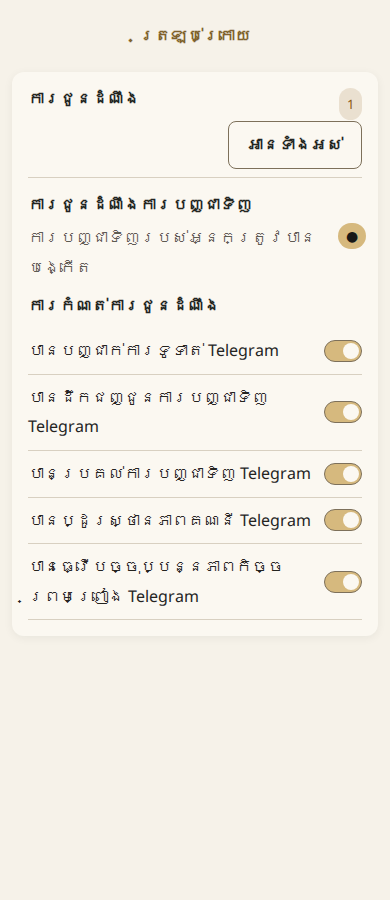 ត្រឡប់ក្រោយ
ការជូនដំណឹង
1
អានទាំងអស់
ការជូនដំណឹងការបញ្ជាទិញ
ការបញ្ជាទិញរបស់អ្នកត្រូវបាន
បង្កើត
ការកំណត់ការជូនដំណឹង
បានបញ្ជាក់ការទូទាត់ Telegram
បានដឹកជញ្ជូនការបញ្ជាទិញ
Telegram
បានប្រគល់ការបញ្ជាទិញ Telegram
បានប្ដូរស្ថានភាពគណនី Telegram
បានធ្វើបច្ចុប្បន្នភាពកិច្ច
ព្រមព្រៀង Telegram